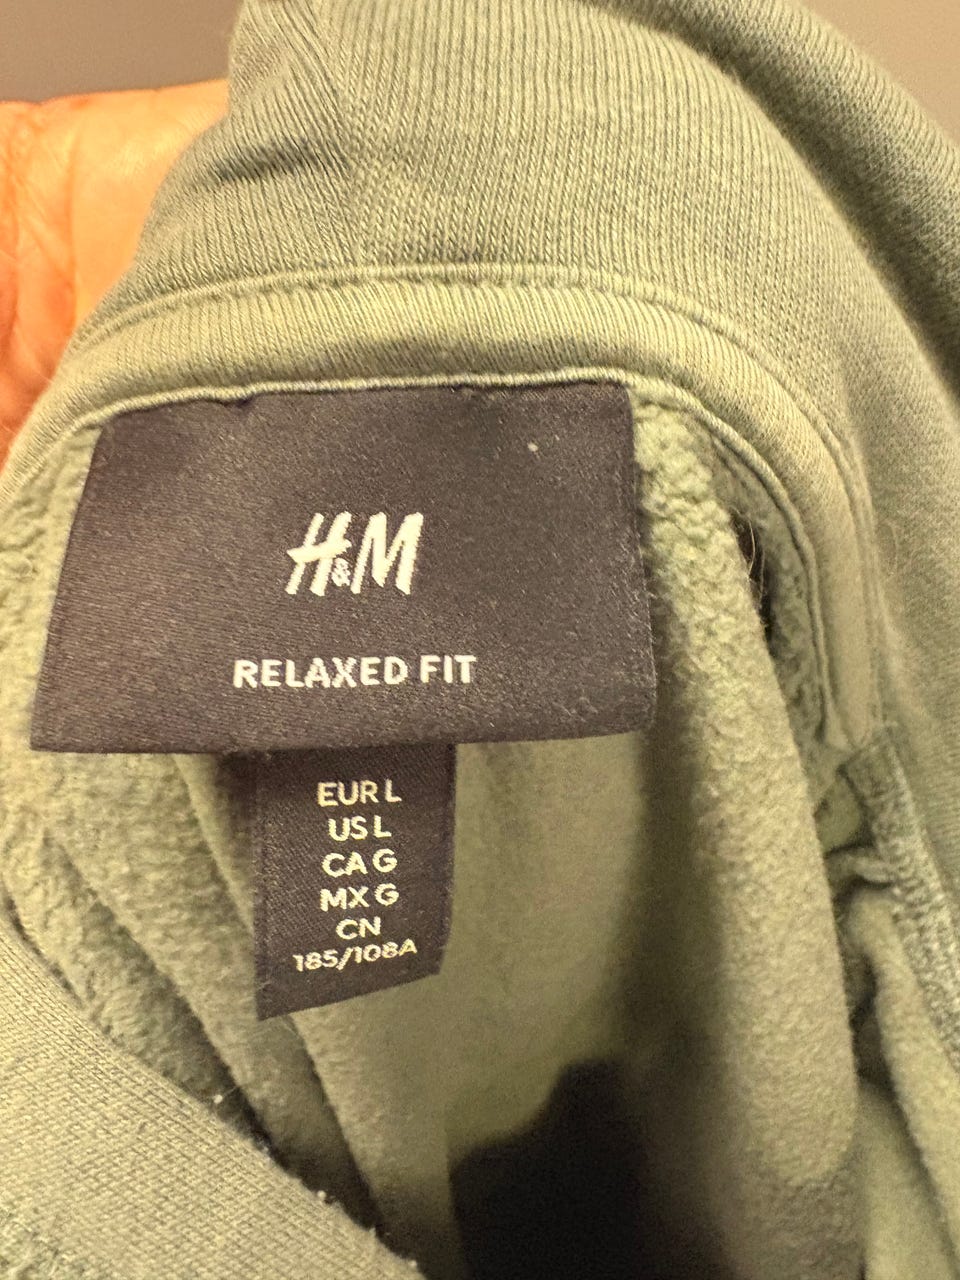 H&M
RELAXED FIT
EUR L
US L
CA G
MX G
CN
185/108A